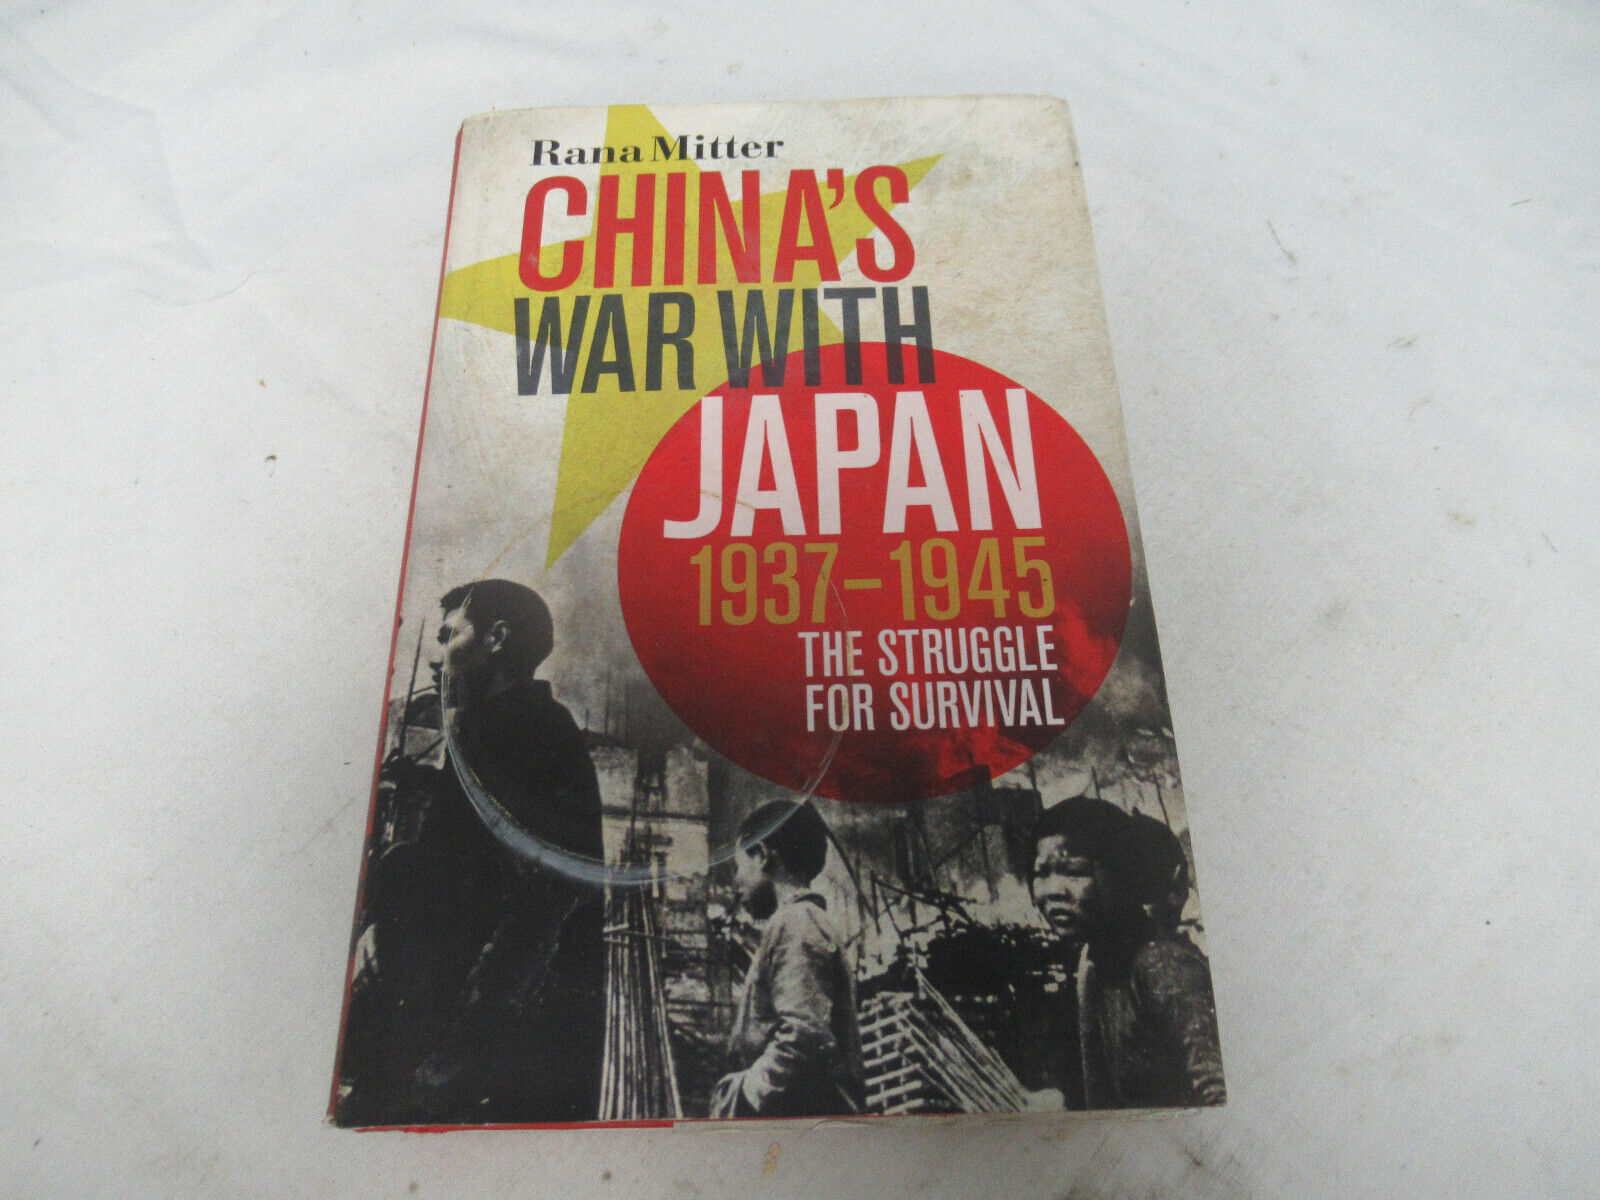 Rana Mitter
CHINA'S
WAR WITH
JAPAN
1937–1945
THE STRUGGLE
FOR SURVIVAL